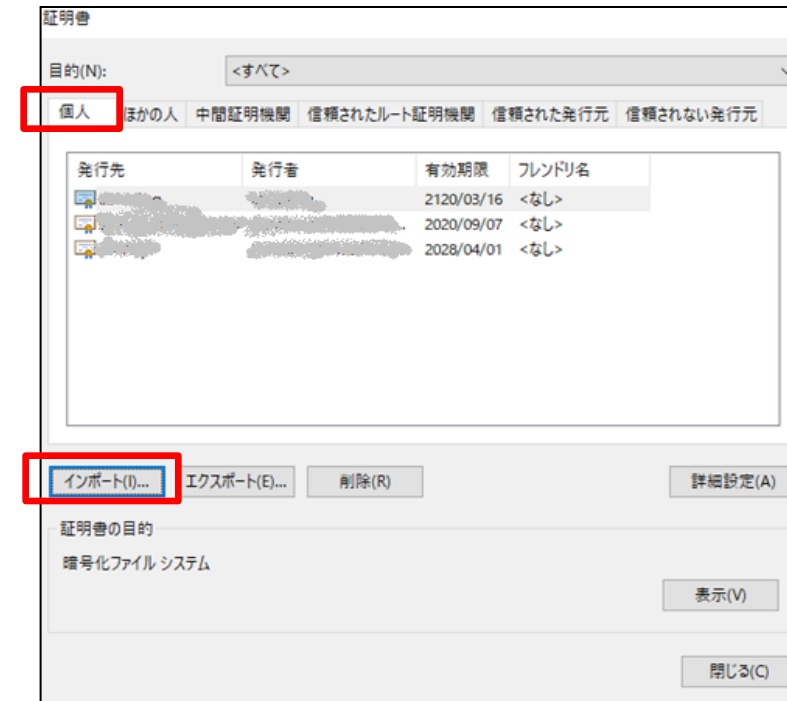 証明書
目的(N): <すべて>
個人 ほかの人 中間証明機関 信頼されたルート証明機関 信頼された発行元 信頼されない発行元
発行先 発行者 有効期限 フレンドリ名
2120/03/16 <なし>
2020/09/07 <なし>
2028/04/01 <なし>
インポート(I)... エクスポート(E)... 削除(R) 詳細設定(A)
証明書の目的
暗号化ファイル システム
表示(V)
閉じる(C)